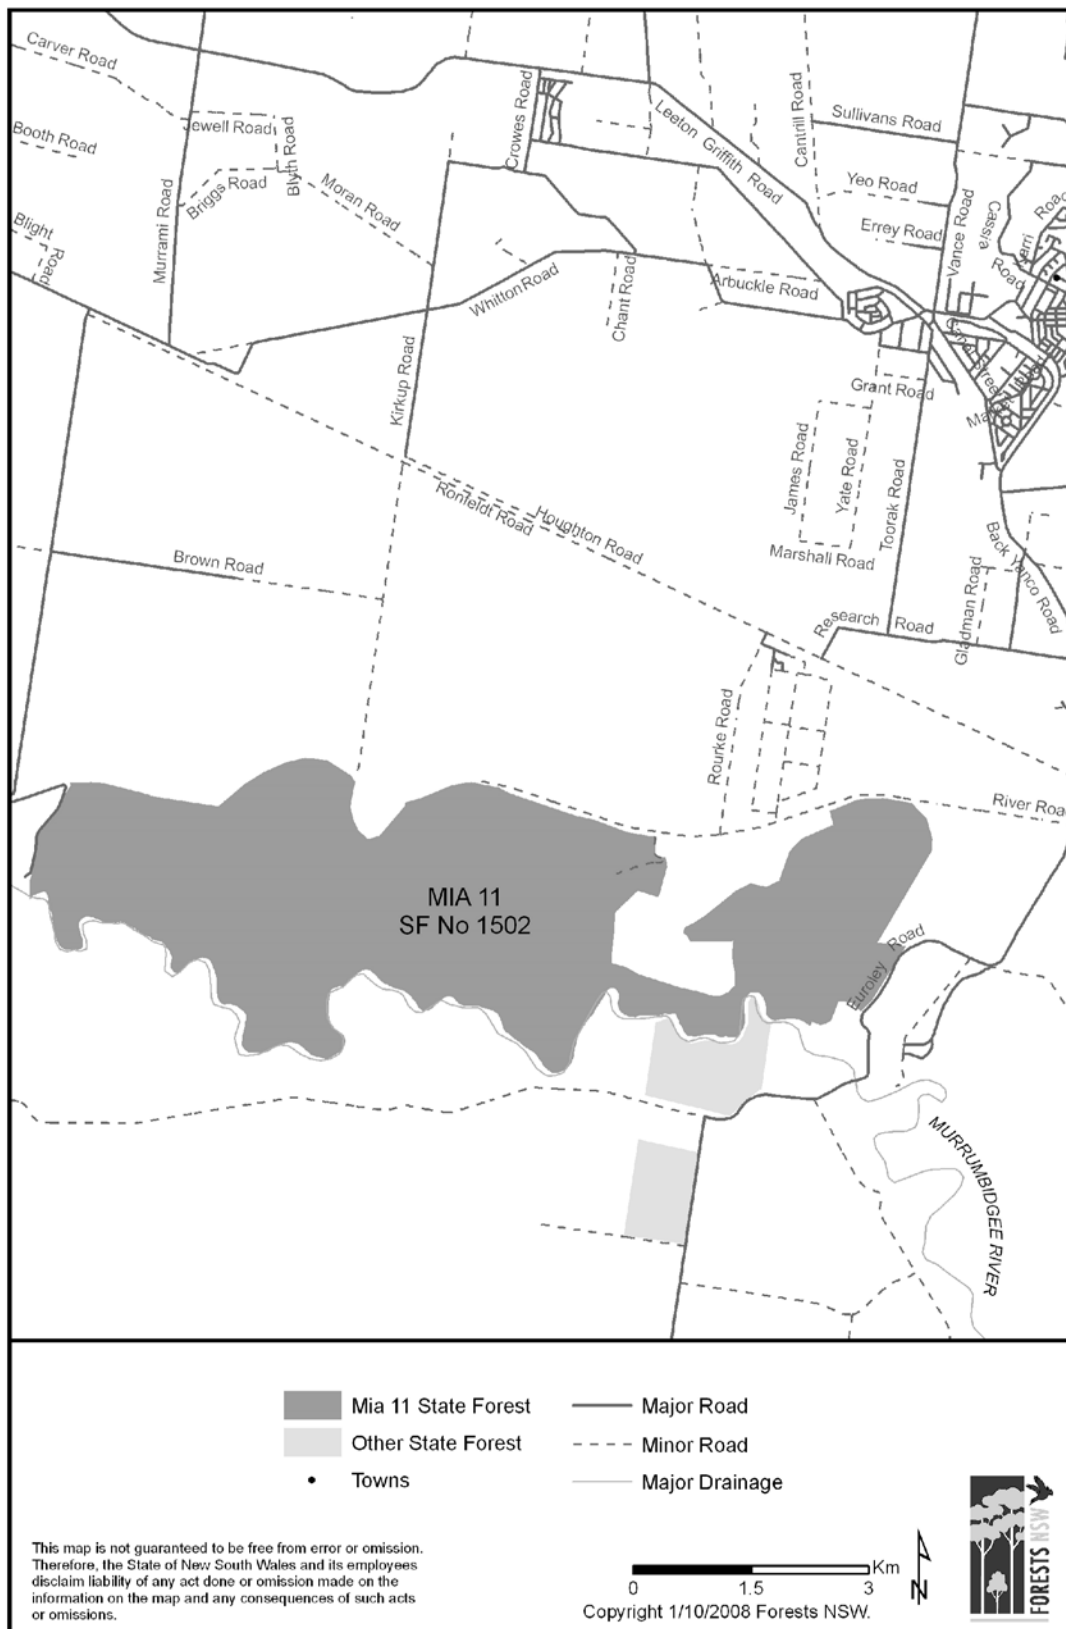 Carver Road
Booth Road
Jewell Road
Blyth Road
Briggs Road
Moran Road
Murrami Road
Blight
Road
Crowes Road
Leeton Griffith Road
Cantrill Road
Sullivans Road
Yeo Road
Errey Road
Vance Road
Cassia
Road
Karri Road
Whitton Road
Chant Road
Arbuckle Road
Kirkup Road
Grant Road
Canal Street
James Road
Yate Road
Toorak Road
Marshall Road
Ronfeldt Road
Houghton Road
Back Yanco Road
Gladman Road
Brown Road
Research Road
Rourke Road
River Road
MIA 11
SF No 1502
Euroley Road
MURRUMBIDGEE RIVER
Mia 11 State Forest
Other State Forest
Towns
Major Road
Minor Road
Major Drainage
This map is not guaranteed to be free from error or omission.
Therefore, the State of New South Wales and its employees
disclaim liability of any act done or omission made on the
information on the map and any consequences of such acts
or omissions.
0 1.5 3 Km
N
Copyright 1/10/2008 Forests NSW.
FORESTS NSW